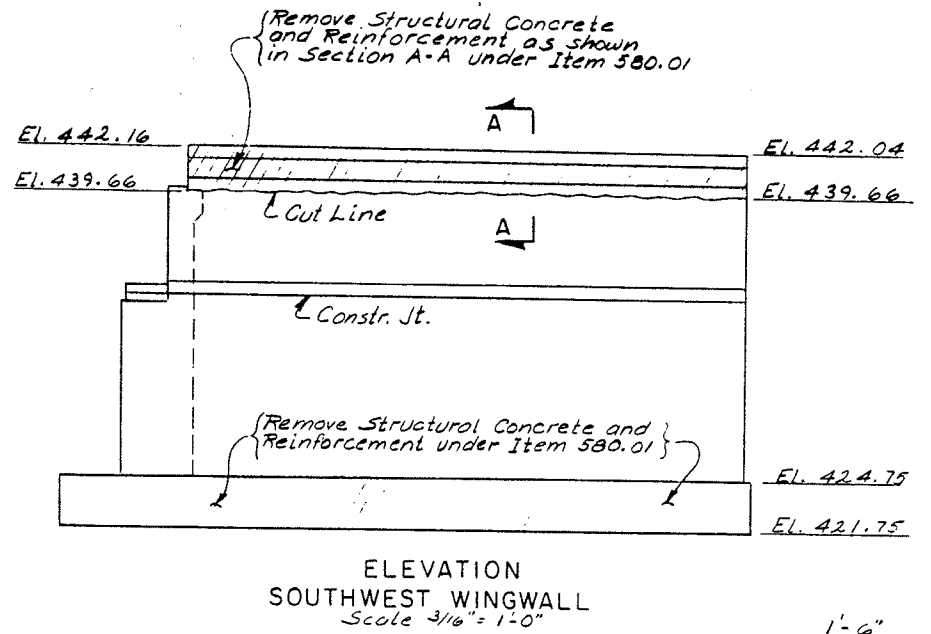 Remove Structural Concrete
and Reinforcement as shown
in Section A-A under Item 580.01
A
El. 442.16
El. 442.04
El. 439.66
El. 439.66
Cut Line
A
Constr. Jt.
Remove Structural Concrete and
Reinforcement under Item 580.01
El. 424.75
El. 421.75
ELEVATION
SOUTHWEST WINGWALL
Scale 3/16" = 1'-0"
1'-6"